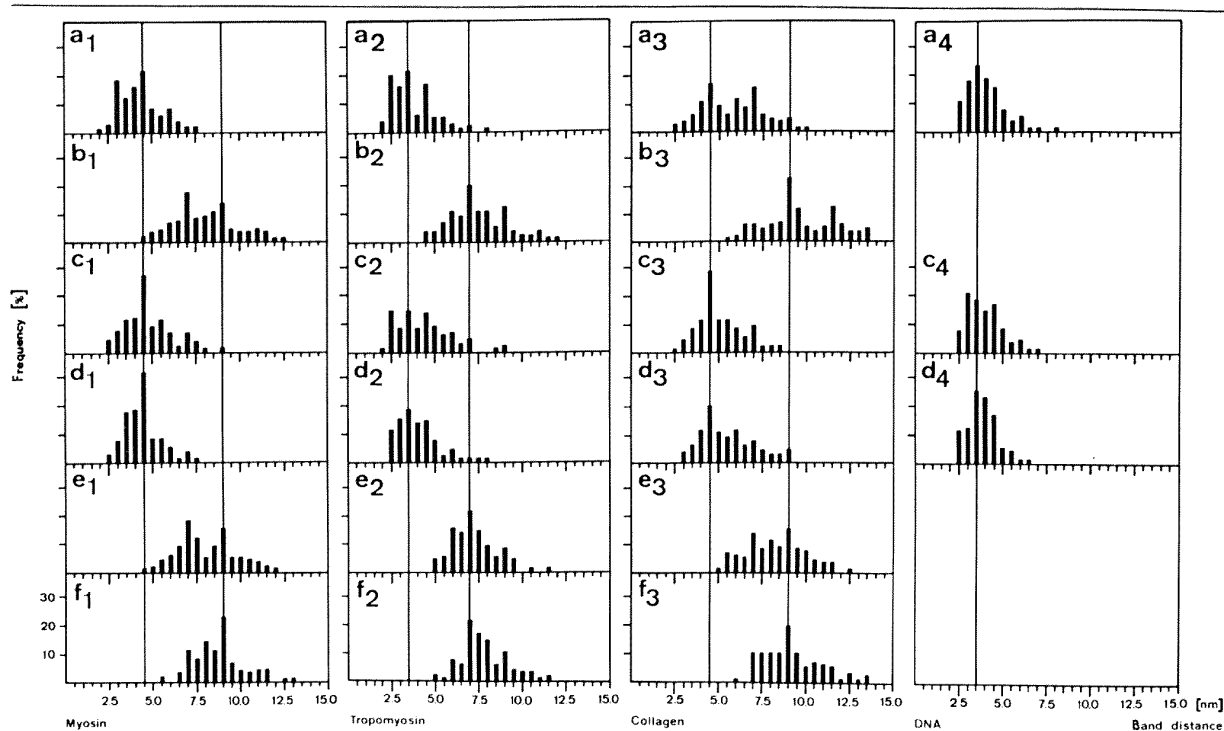 a1 a2 a3 a4
b1 b2 b3
c1 c2 c3 c4
Frequency [%]
d1 d2 d3 d4
e1 e2 e3
f1 f2 f3
30
20
10
2.5 5.0 7.5 10.0 12.5 15.0 2.5 5.0 7.5 10.0 12.5 15.0 2.5 5.0 7.5 10.0 12.5 15.0 2.5 5.0 7.5 10.0 12.5 15.0 [nm]
Myosin Tropomyosin Collagen DNA Band distance